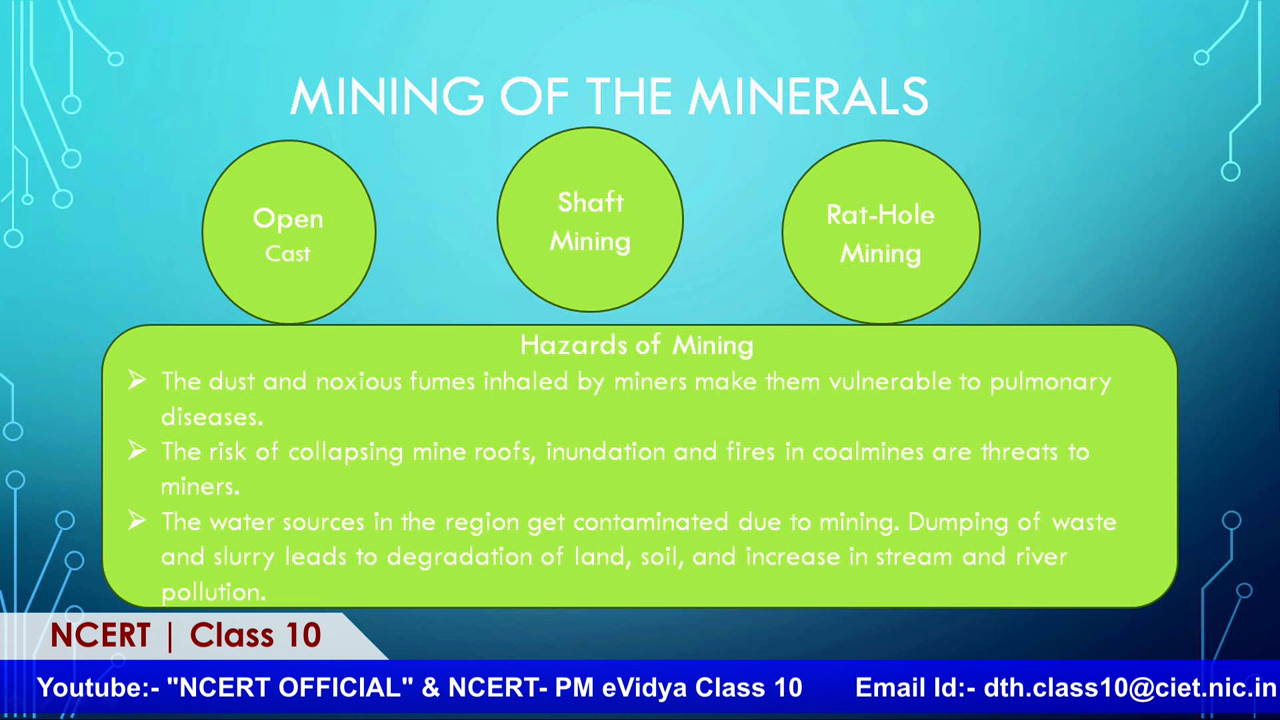 MINING OF THE MINERALS
Open
Cast
Shaft
Mining
Rat-Hole
Mining
Hazards of Mining
➢ The dust and noxious fumes inhaled by miners make them vulnerable to pulmonary
diseases.
➢ The risk of collapsing mine roofs, inundation and fires in coalmines are threats to
miners.
➢ The water sources in the region get contaminated due to mining. Dumping of waste
and slurry leads to degradation of land, soil, and increase in stream and river
pollution.
NCERT | Class 10
Youtube:- "NCERT OFFICIAL" & NCERT- PM eVidya Class 10 Email Id:- dth.class10@ciet.nic.in